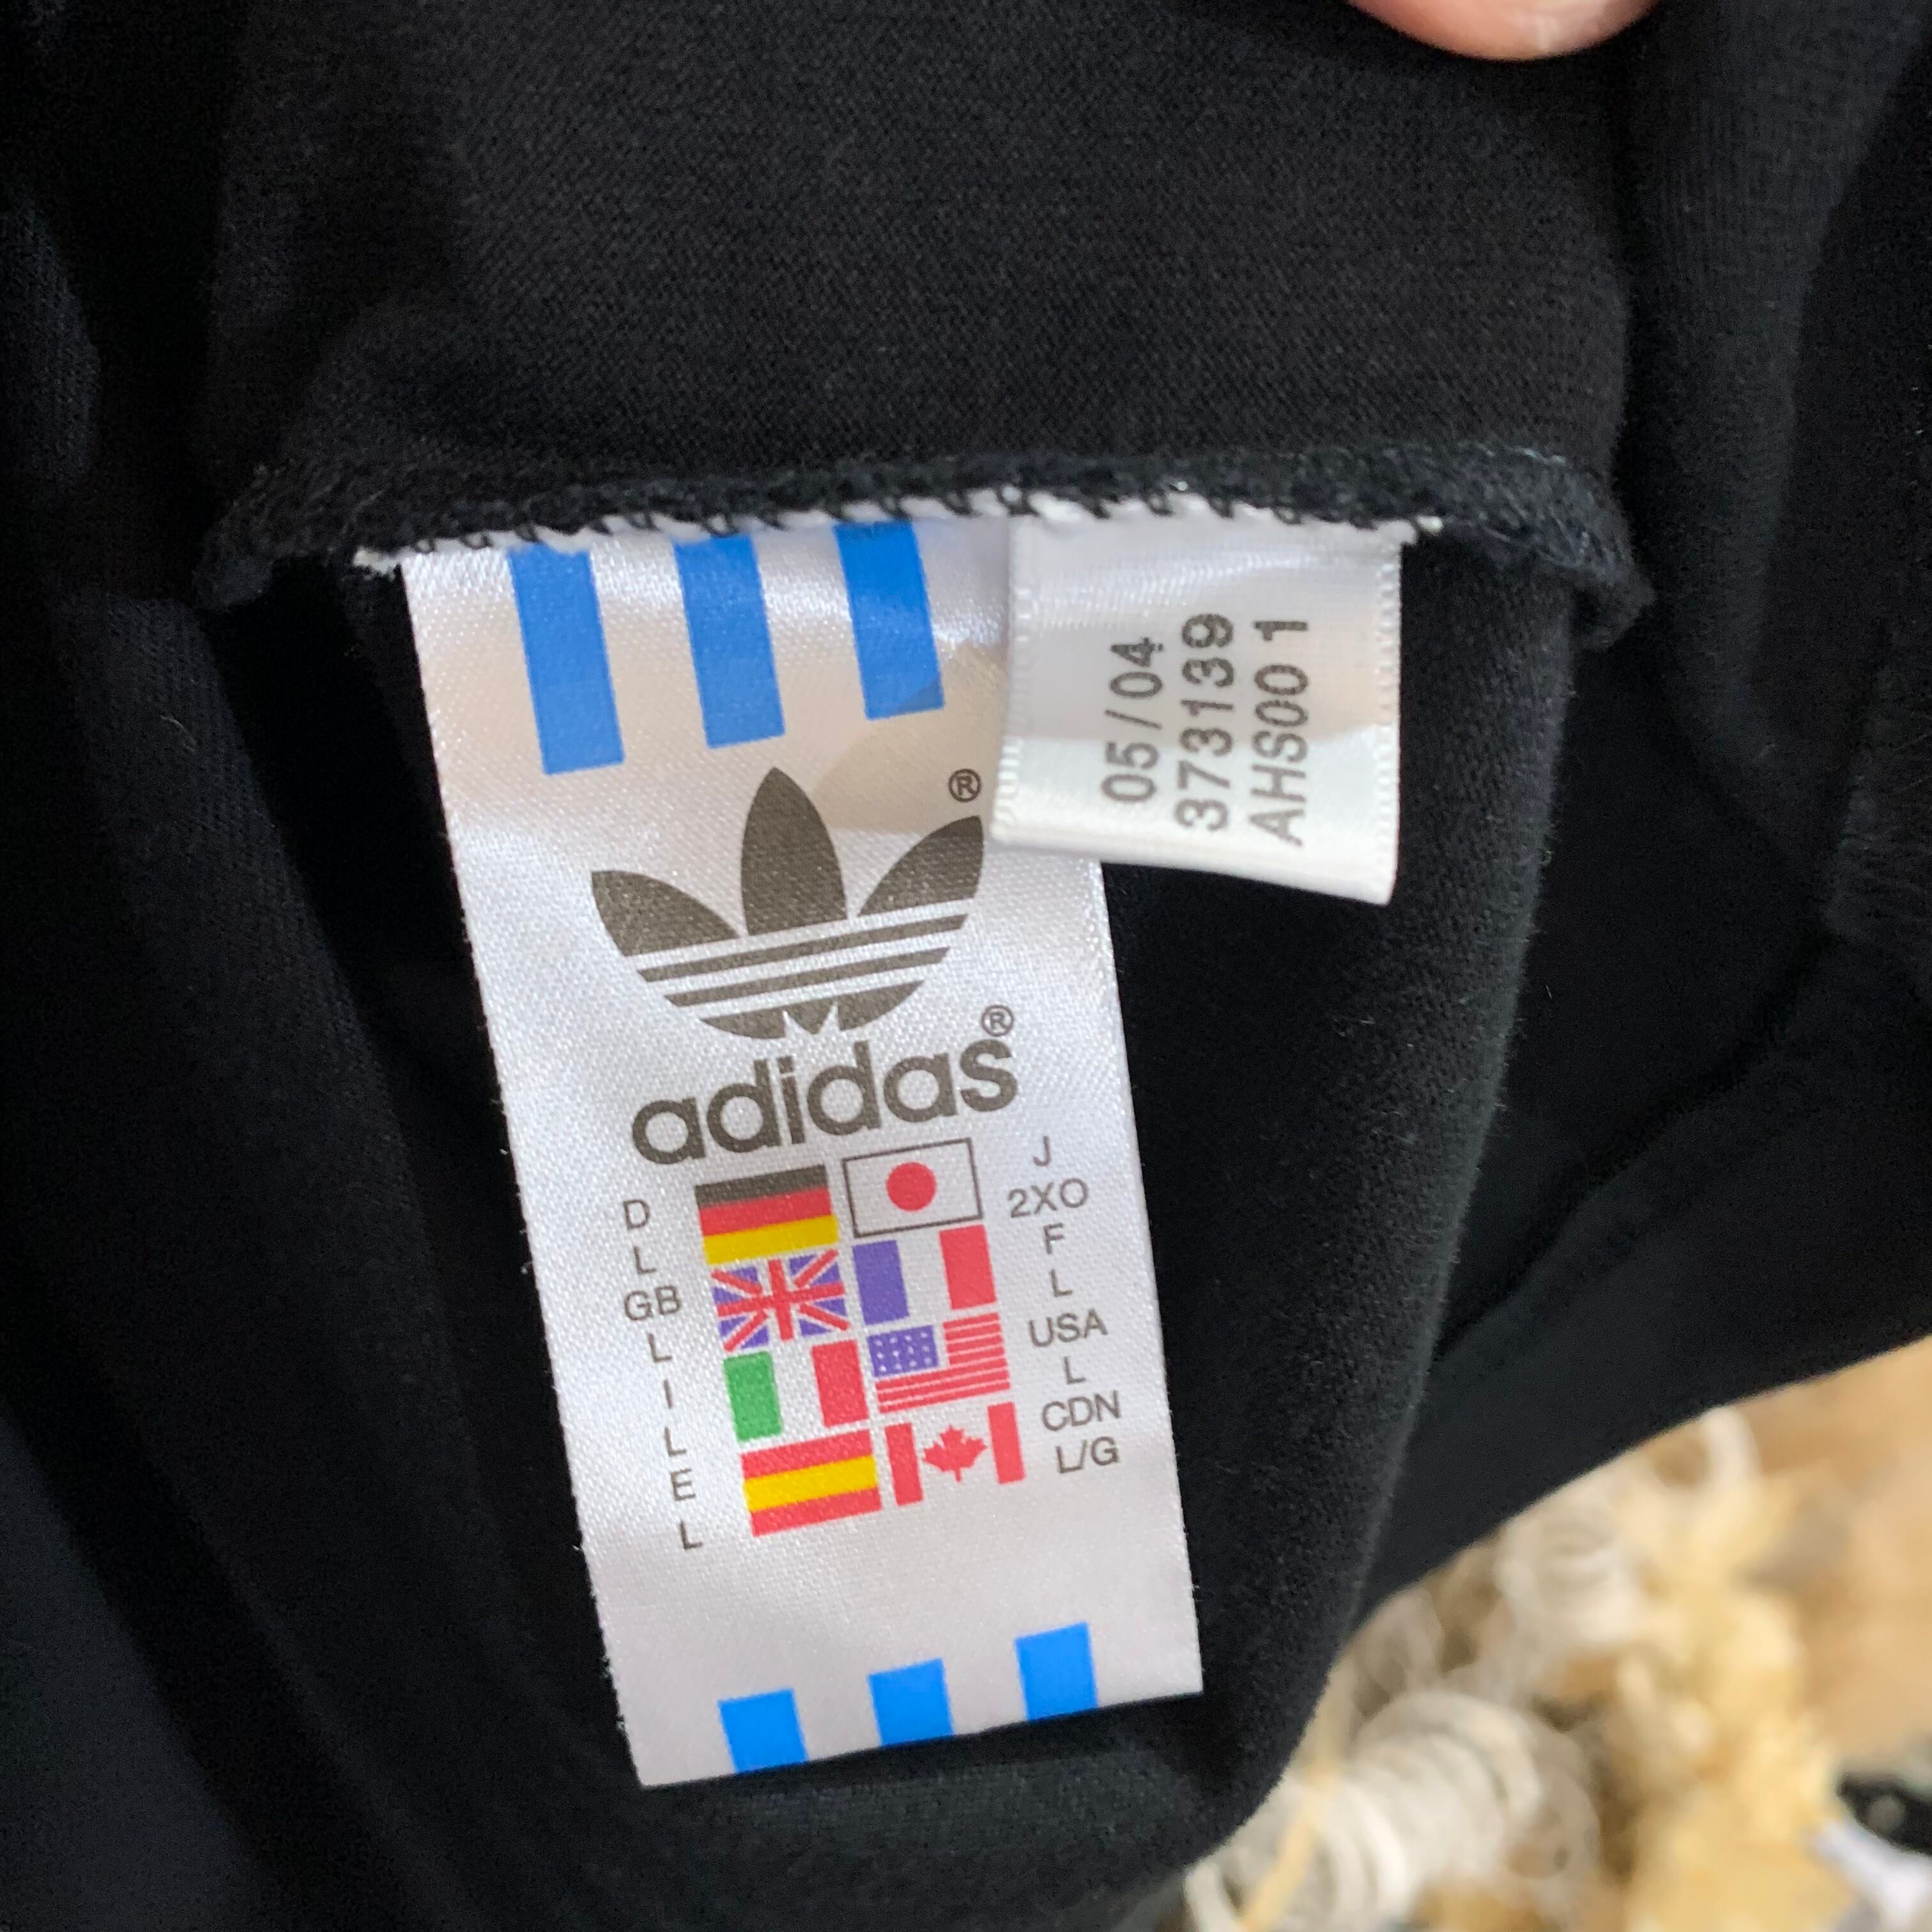 05/04
373139
AHS00 1
®
adidas®
D
L
GB
L
I
L
E
L
J
2XO
F
L
USA
L
CDN
L/G